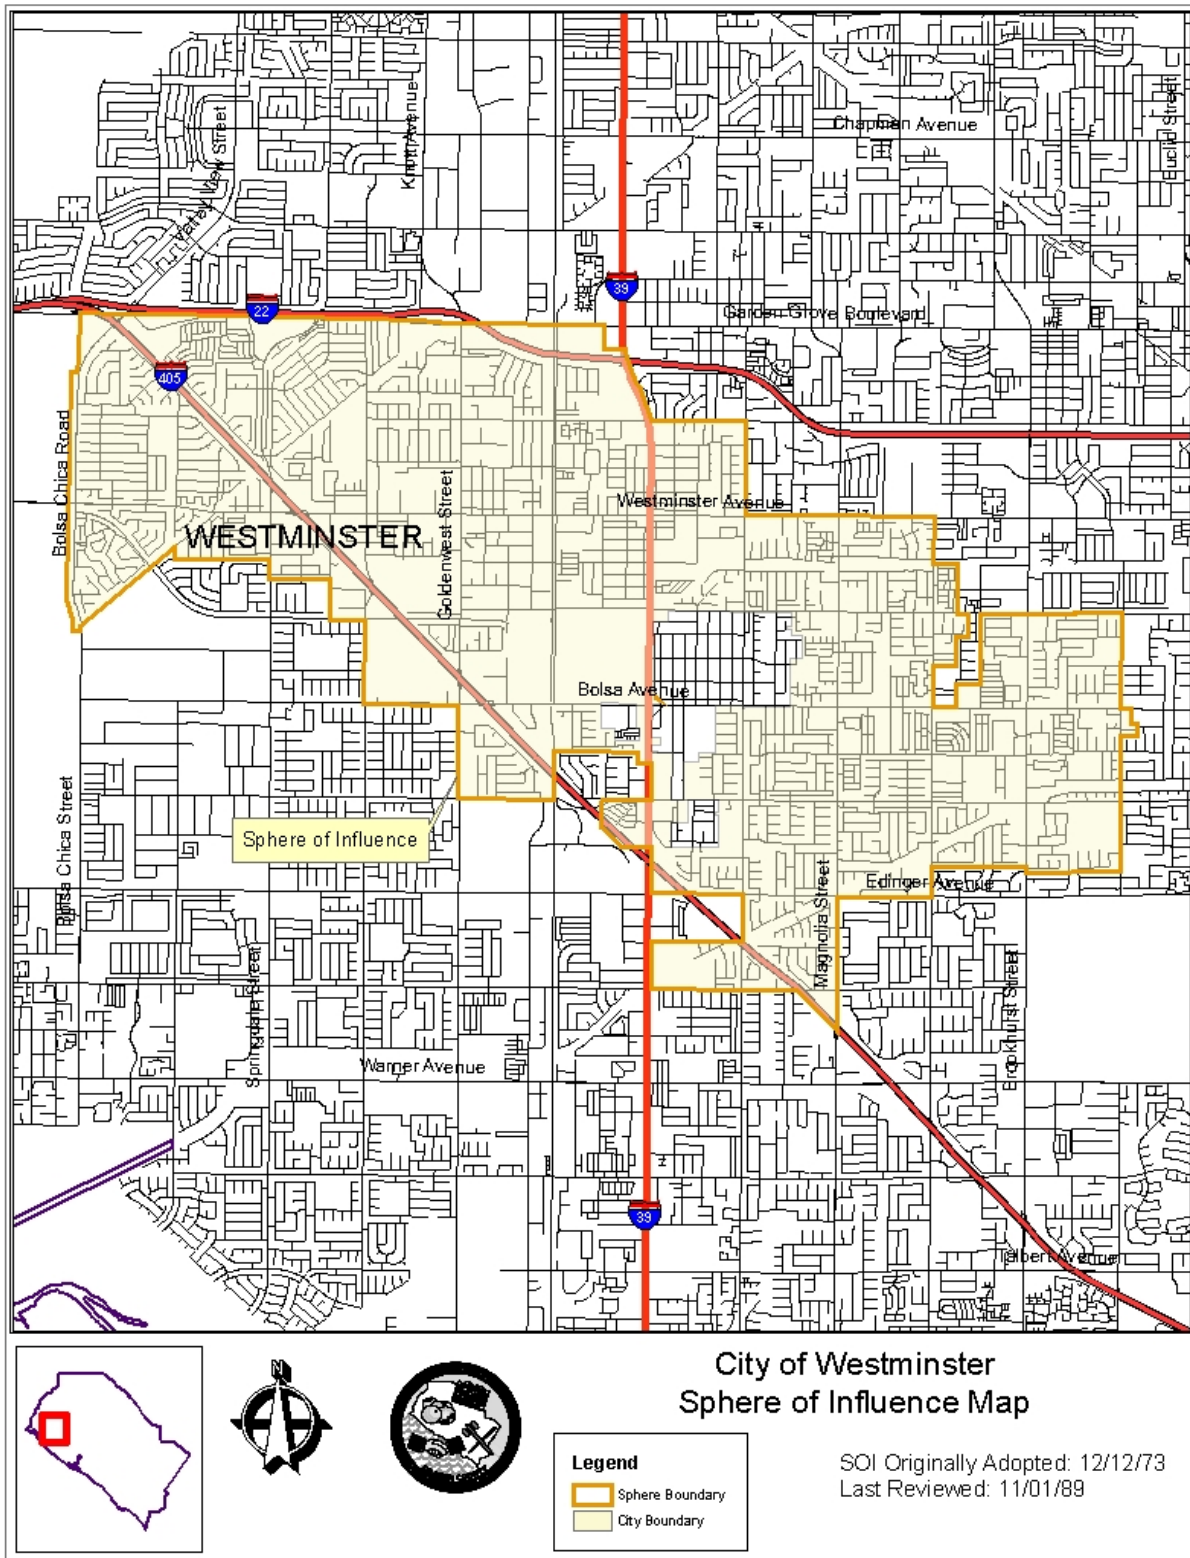 Chapman Avenue
Euclid Street
Knott Avenue
Valley View Street
39
22
Garden Grove Boulevard
405
Bolsa Chica Road
Goldenwest Street
Westminster Avenue
WESTMINSTER
Bolsa Avenue
Bolsa Chica Street
Sphere of Influence
Magnolia Street
Edinger Avenue
Springdale Street
Brookhurst Street
Warner Avenue
39
Talbert Avenue
N
City of Westminster
Sphere of Influence Map
Legend
Sphere Boundary
City Boundary
SOI Originally Adopted: 12/12/73
Last Reviewed: 11/01/89